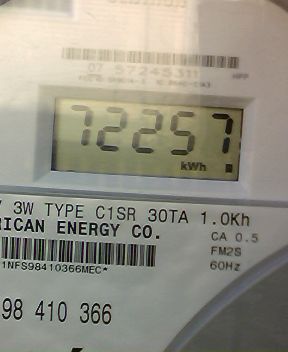 07 57245311
72257
kWh
3W TYPE C1SR 30TA 1.0Kh
RICAN ENERGY CO.
CA 0.5
FM2S
60Hz
1NFS98410366MEC*
98 410 366